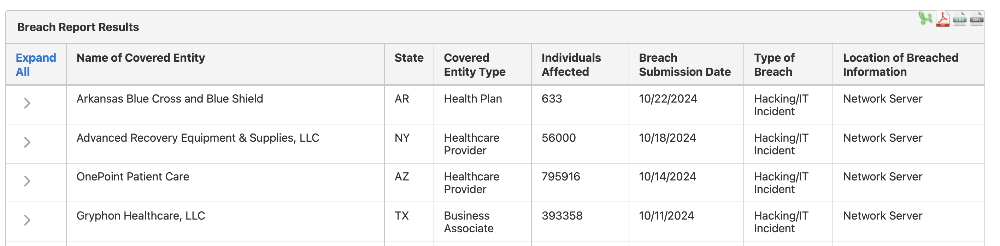 PDF CSV XML
Breach Report Results
Expand All Name of Covered Entity State Covered Entity Type Individuals Affected Breach Submission Date Type of Breach Location of Breached Information
Arkansas Blue Cross and Blue Shield AR Health Plan 633 10/22/2024 Hacking/IT Incident Network Server
Advanced Recovery Equipment & Supplies, LLC NY Healthcare Provider 56000 10/18/2024 Hacking/IT Incident Network Server
OnePoint Patient Care AZ Healthcare Provider 795916 10/14/2024 Hacking/IT Incident Network Server
Gryphon Healthcare, LLC TX Business Associate 393358 10/11/2024 Hacking/IT Incident Network Server